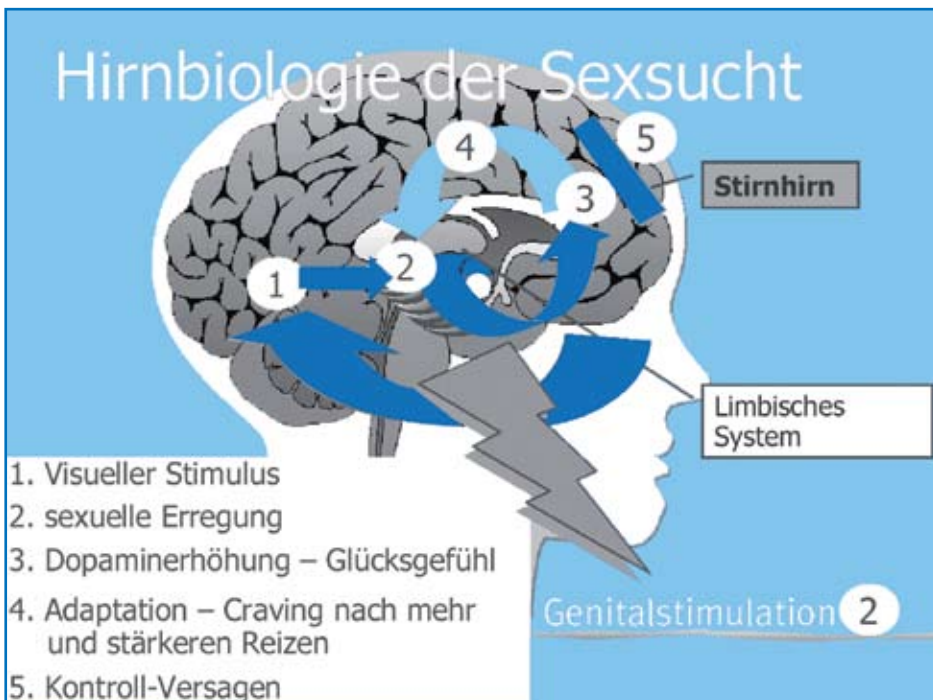 Hirnbiologie der Sexsucht
4
5
3
Stirnhirn
1
2
Limbisches
System
1. Visueller Stimulus
2. sexuelle Erregung
3. Dopaminerhöhung – Glücksgefühl
4. Adaptation – Craving nach mehr
und stärkeren Reizen
5. Kontroll-Versagen
Genitalstimulation 2